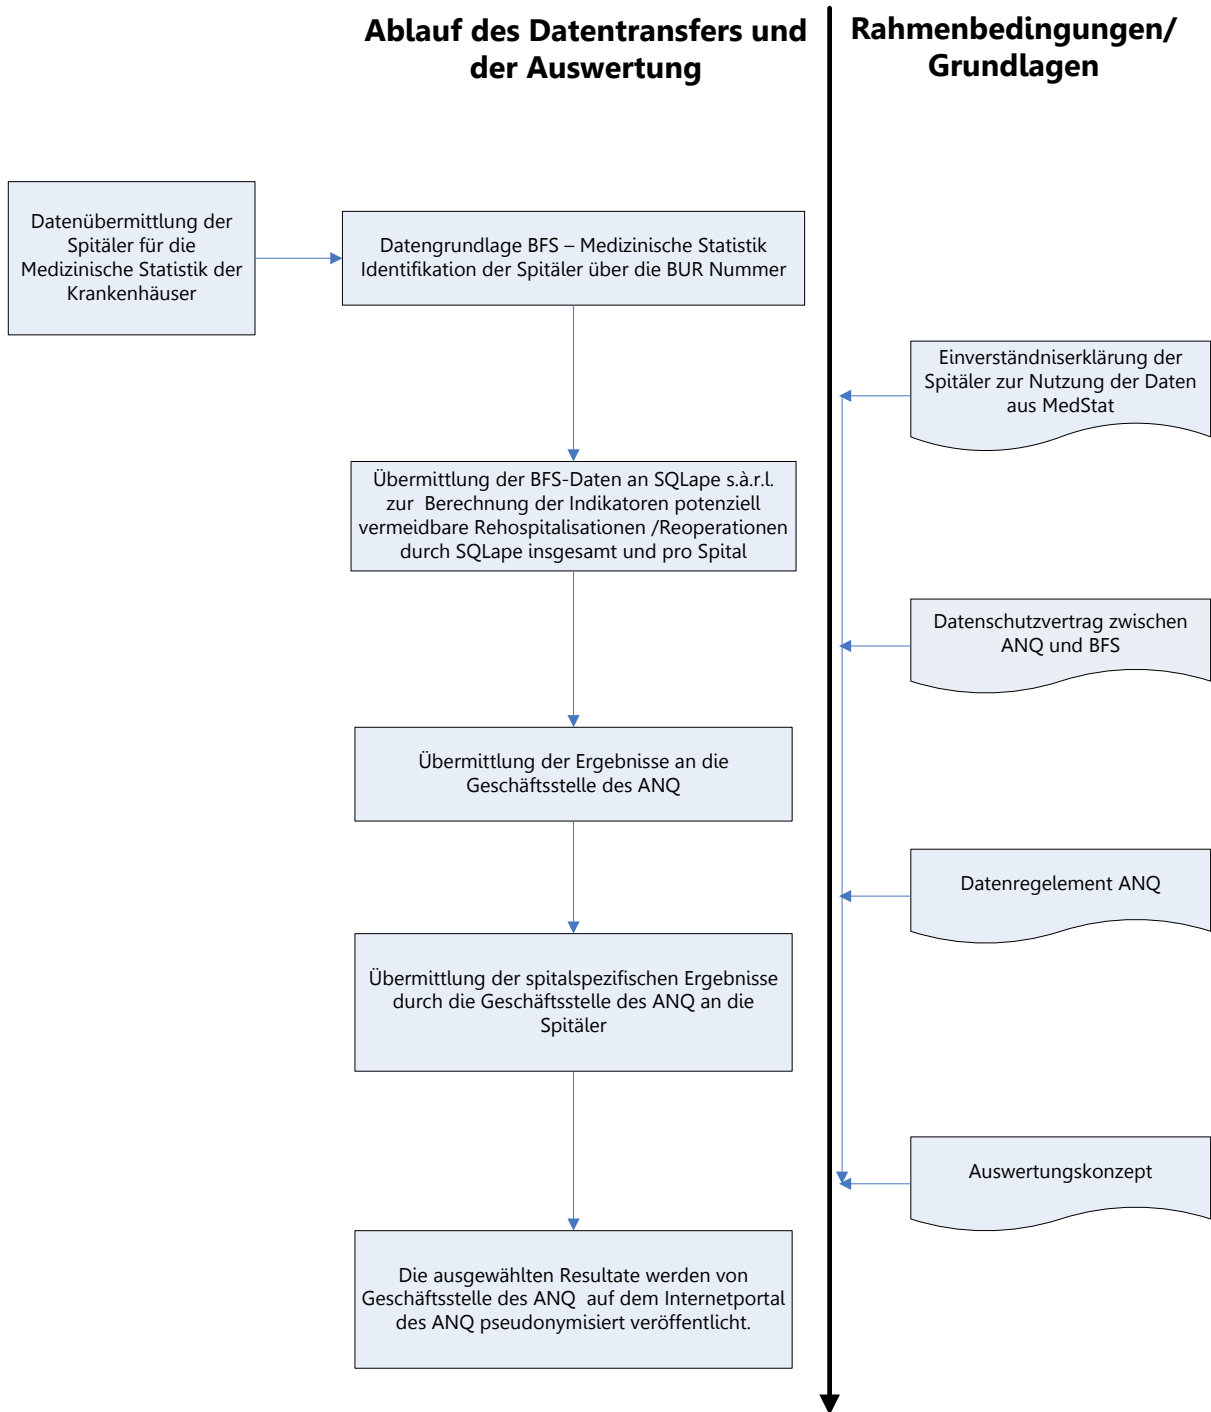 Ablauf des Datentransfers und
der Auswertung
Rahmenbedingungen/
Grundlagen
Datenübermittlung der
Spitäler für die
Medizinische Statistik der
Krankenhäuser
Datengrundlage BFS – Medizinische Statistik
Identifikation der Spitäler über die BUR Nummer
Einverständniserklärung der
Spitäler zur Nutzung der Daten
aus MedStat
Übermittlung der BFS-Daten an SQLape s.à.r.l.
zur Berechnung der Indikatoren potenziell
vermeidbare Rehospitalisationen /Reoperationen
durch SQLape insgesamt und pro Spital
Datenschutzvertrag zwischen
ANQ und BFS
Übermittlung der Ergebnisse an die
Geschäftsstelle des ANQ
Datenregelement ANQ
Übermittlung der spitalspezifischen Ergebnisse
durch die Geschäftsstelle des ANQ an die
Spitäler
Auswertungskonzept
Die ausgewählten Resultate werden von
Geschäftsstelle des ANQ auf dem Internetportal
des ANQ pseudonymisiert veröffentlicht.